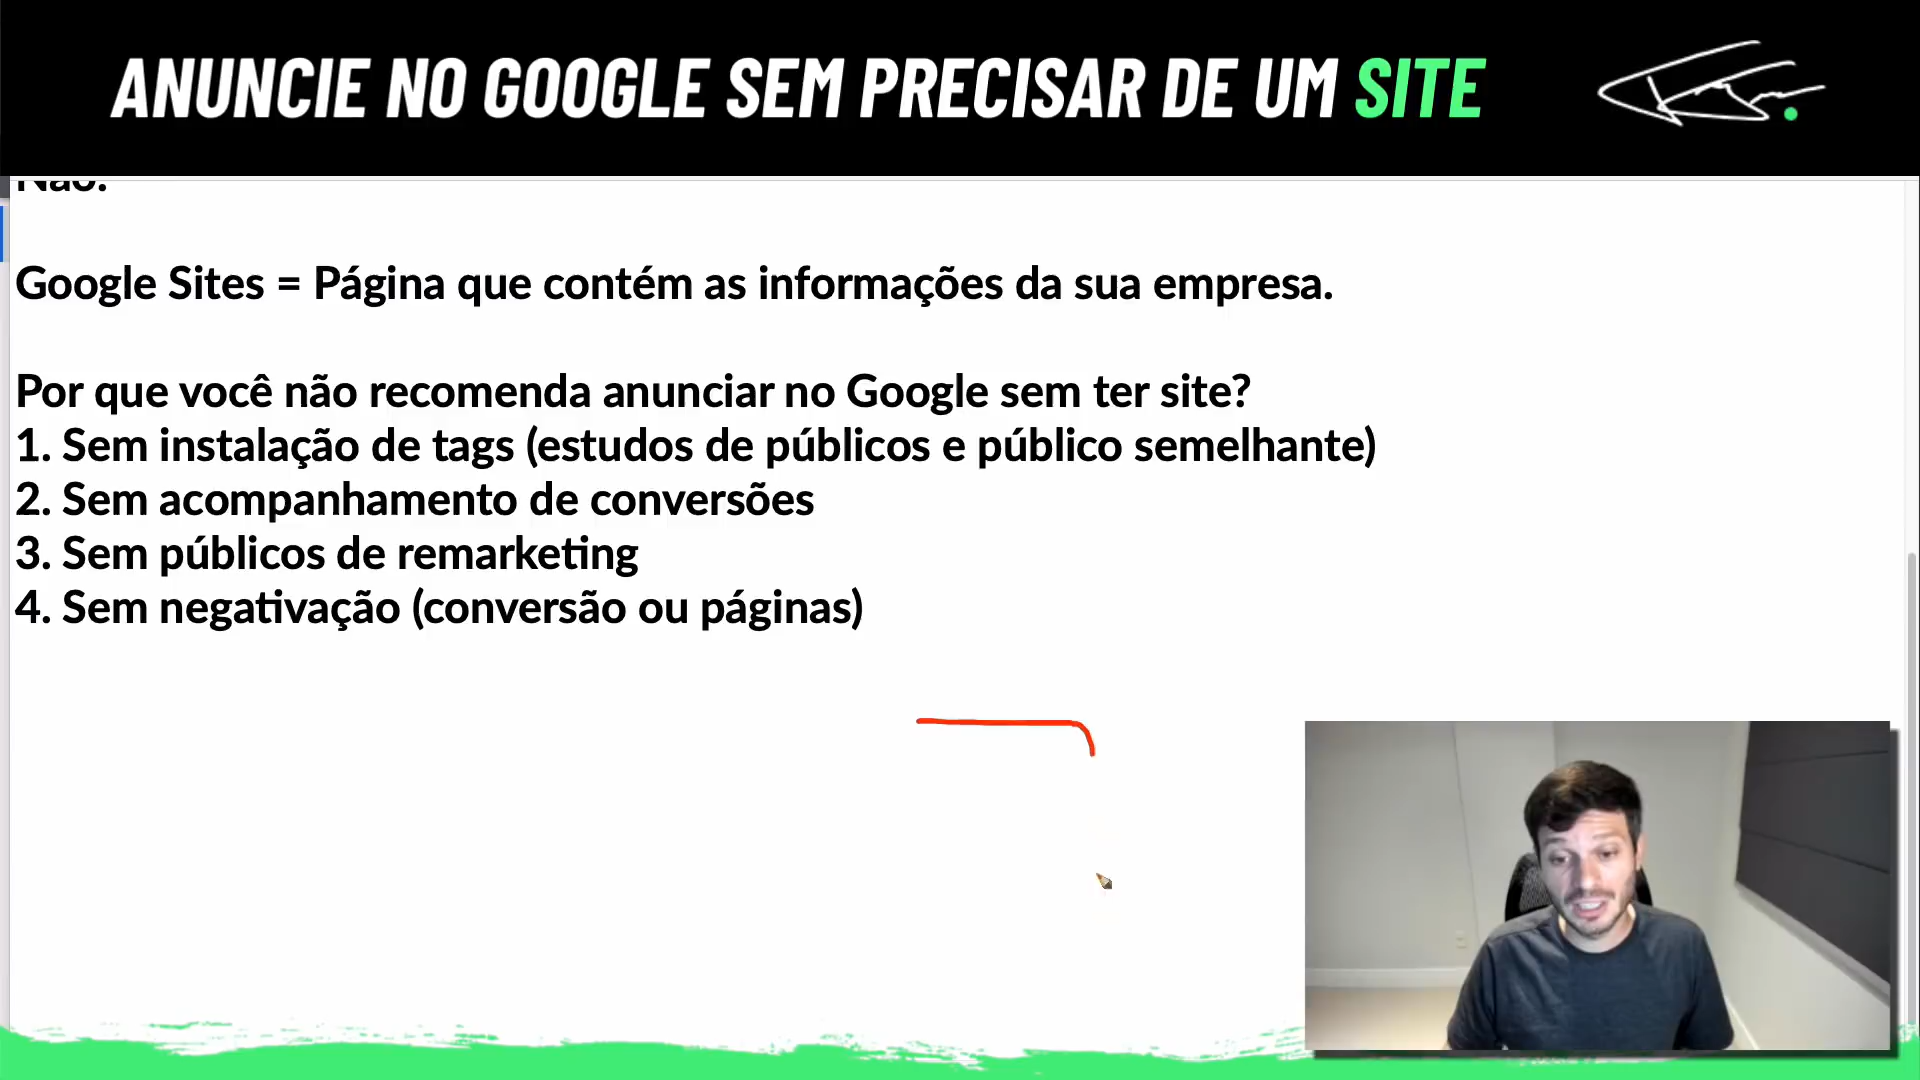 ANUNCIE NO GOOGLE SEM PRECISAR DE UM SITE
Não.
Google Sites = Página que contém as informações da sua empresa.
Por que você não recomenda anunciar no Google sem ter site?
1. Sem instalação de tags (estudos de públicos e público semelhante)
2. Sem acompanhamento de conversões
3. Sem públicos de remarketing
4. Sem negativação (conversão ou páginas)